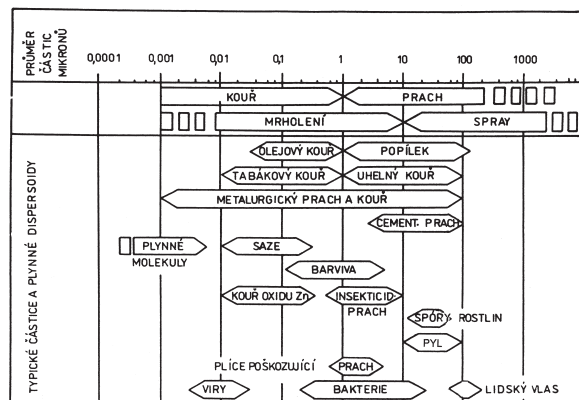 PRŮMĚR
ČÁSTIC
MIKRONŮ
0,0001 0,001 0,01 0,1 1 10 100 1000
KOUŘ PRACH
MRHOLENÍ SPRAY
TYPICKÉ ČÁSTICE A PLYNNÉ DISPERSOIDY
OLEJOVÝ KOUŘ POPÍLEK
TABÁKOVÝ KOUŘ UHELNÝ KOUŘ
METALURGICKÝ PRACH A KOUŘ
CEMENT. PRACH
PLYNNÉ SAZE
MOLEKULY
BARVIVA
KOUŘ OXIDU Zn INSEKTICID.
PRACH
SPÓRY ROSTLIN
PYL
PLÍCE POŠKOZUJÍCÍ PRACH
VIRY BAKTERIE LIDSKÝ VLAS